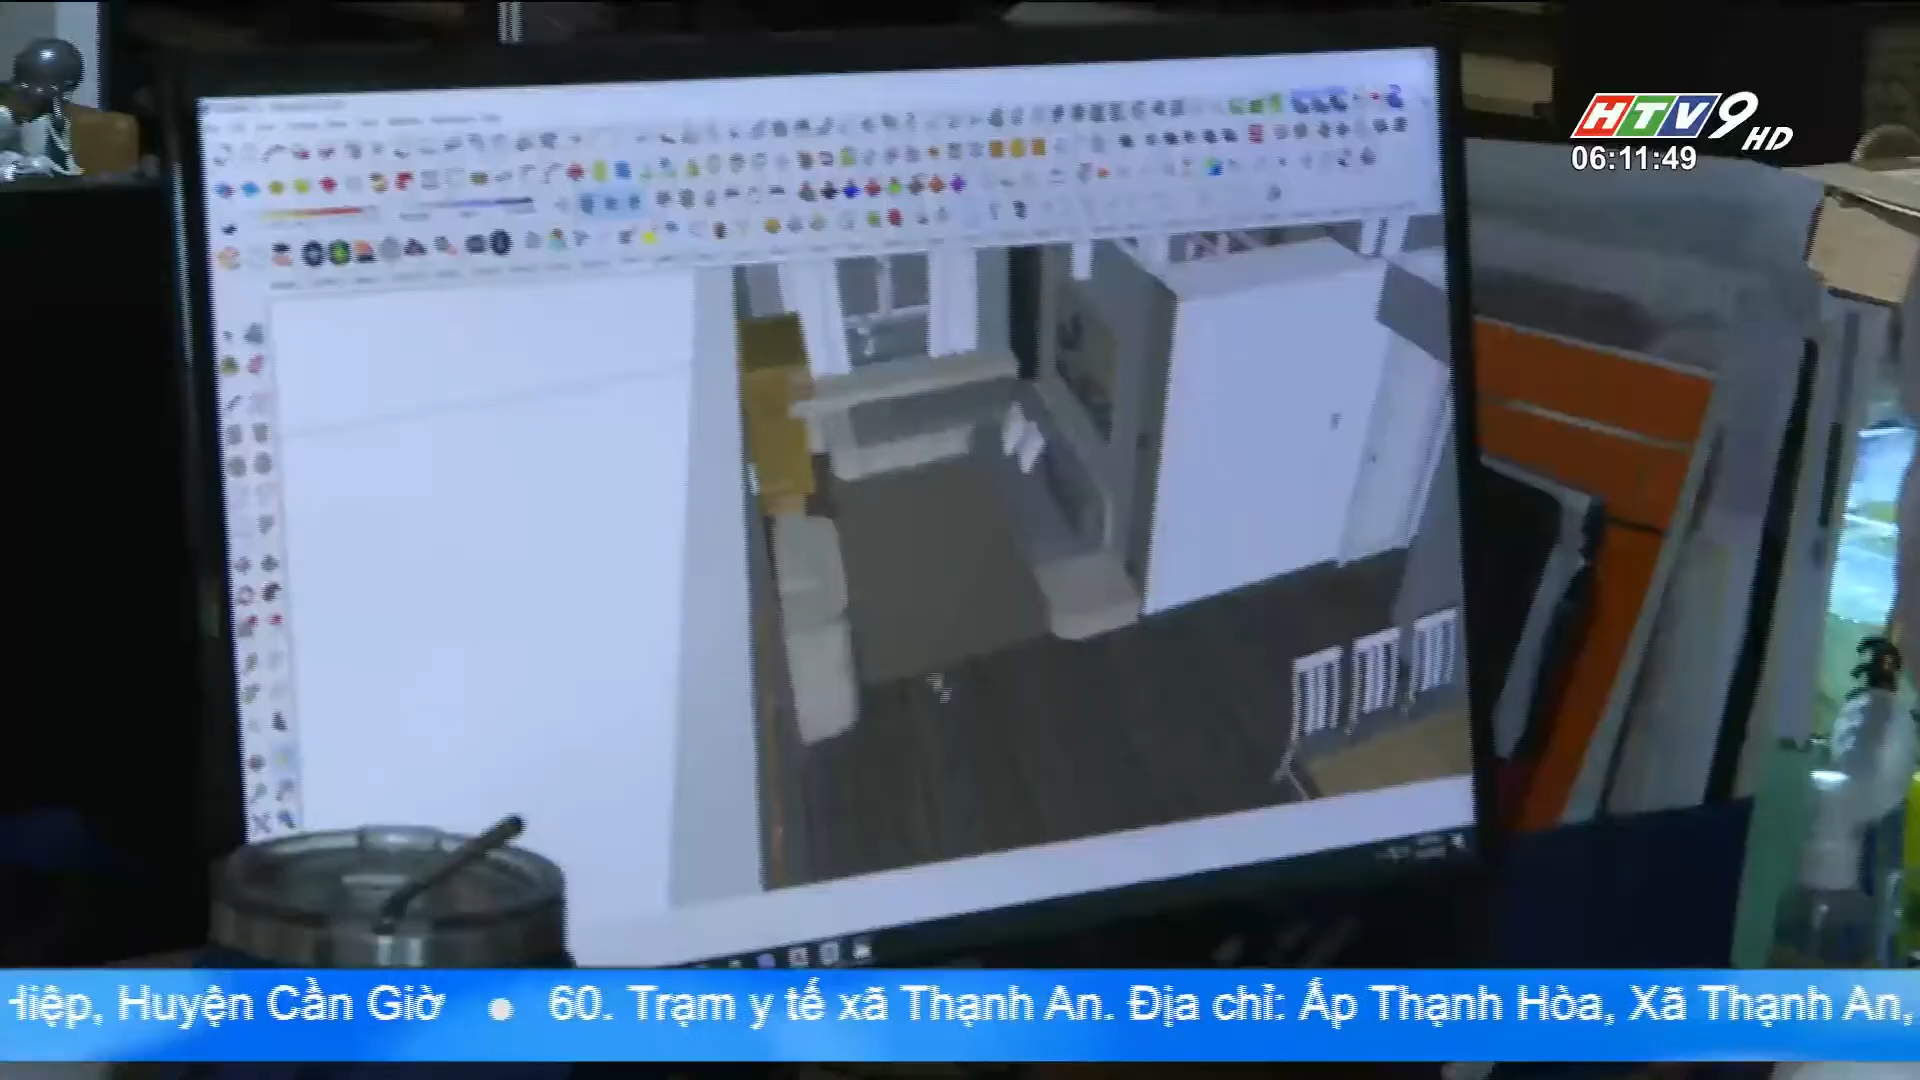 HTV9 HD
06:11:49
Hiệp, Huyện Cần Giờ • 60. Trạm y tế xã Thạnh An. Địa chỉ: Ấp Thạnh Hòa, Xã Thạnh An,